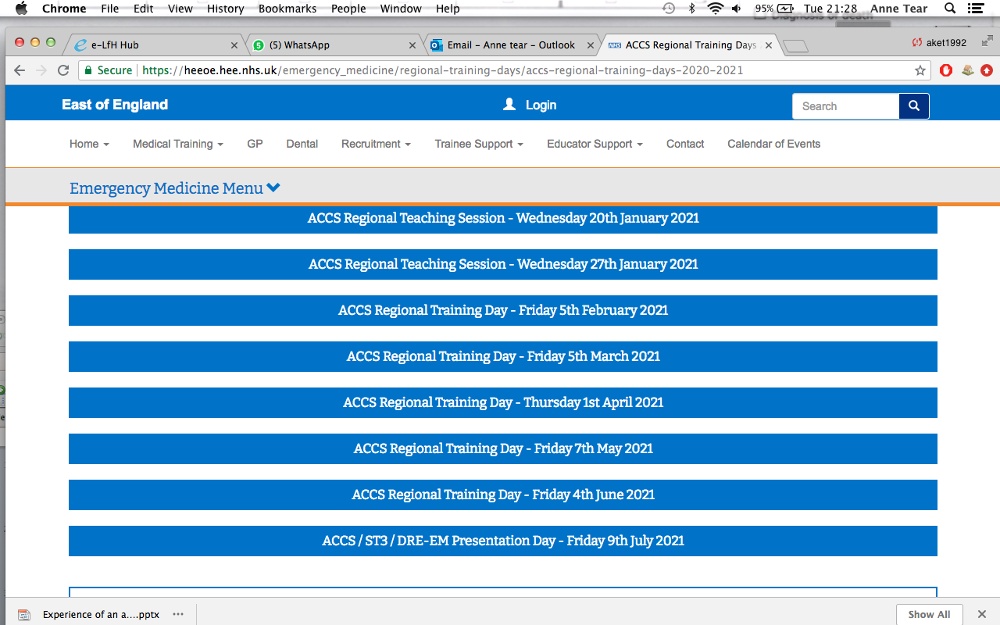 Chrome File Edit View History Bookmarks People Window Help 95% Tue 21:28 Anne Tear
Diagnosis of death
e-LfH Hub (5) WhatsApp Email – Anne tear – Outlook NHS ACCS Regional Training Days aket1992
Secure https://heeoe.hee.nhs.uk/emergency_medicine/regional-training-days/accs-regional-training-days-2020-2021
East of England Login Search
Home Medical Training GP Dental Recruitment Trainee Support Educator Support Contact Calendar of Events
Emergency Medicine Menu
ACCS Regional Teaching Session - Wednesday 20th January 2021
ACCS Regional Teaching Session - Wednesday 27th January 2021
ACCS Regional Training Day - Friday 5th February 2021
ACCS Regional Training Day - Friday 5th March 2021
ACCS Regional Training Day - Thursday 1st April 2021
ACCS Regional Training Day - Friday 7th May 2021
ACCS Regional Training Day - Friday 4th June 2021
ACCS / ST3 / DRE-EM Presentation Day - Friday 9th July 2021
Experience of an a....pptx Show All